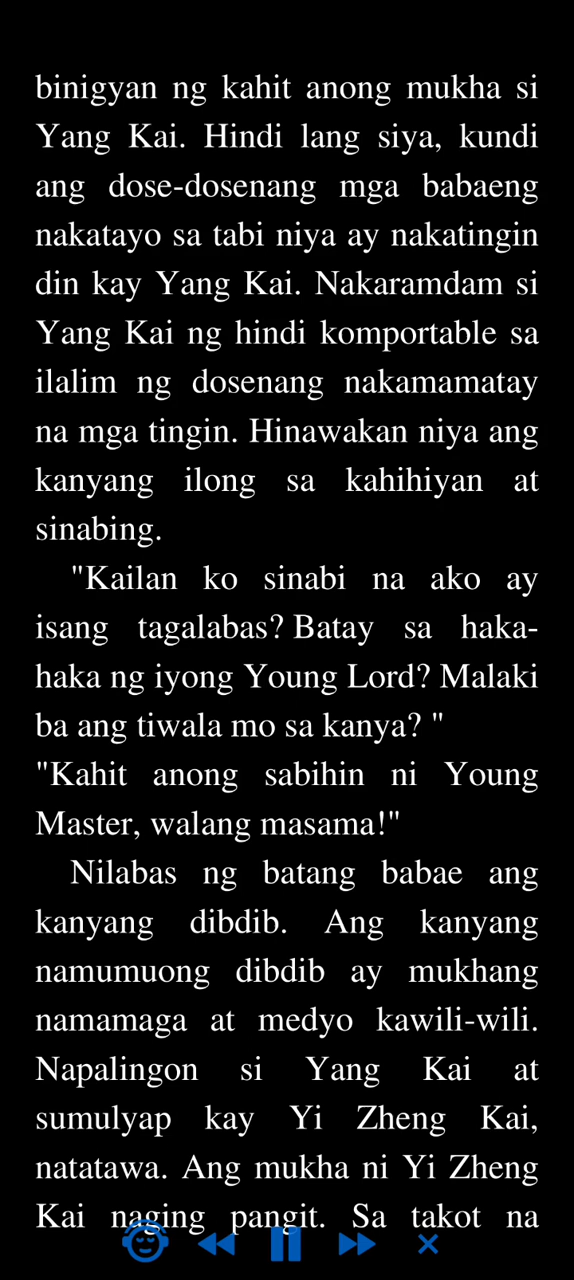 binigyan ng kahit anong mukha si
Yang Kai. Hindi lang siya, kundi
ang dose-dosenang mga babaeng
nakatayo sa tabi niya ay nakatingin
din kay Yang Kai. Nakaramdam si
Yang Kai ng hindi komportable sa
ilalim ng dosenang nakamamatay
na mga tingin. Hinawakan niya ang
kanyang ilong sa kahihiyan at
sinabing.
"Kailan ko sinabi na ako ay
isang tagalabas? Batay sa haka-
haka ng iyong Young Lord? Malaki
ba ang tiwala mo sa kanya? "
"Kahit anong sabihin ni Young
Master, walang masama!"
Nilabas ng batang babae ang
kanyang dibdib. Ang kanyang
namumuong dibdib ay mukhang
namamaga at medyo kawili-wili.
Napalingon si Yang Kai at
sumulyap kay Yi Zheng Kai,
natatawa. Ang mukha ni Yi Zheng
Kai naging pangit. Sa takot na